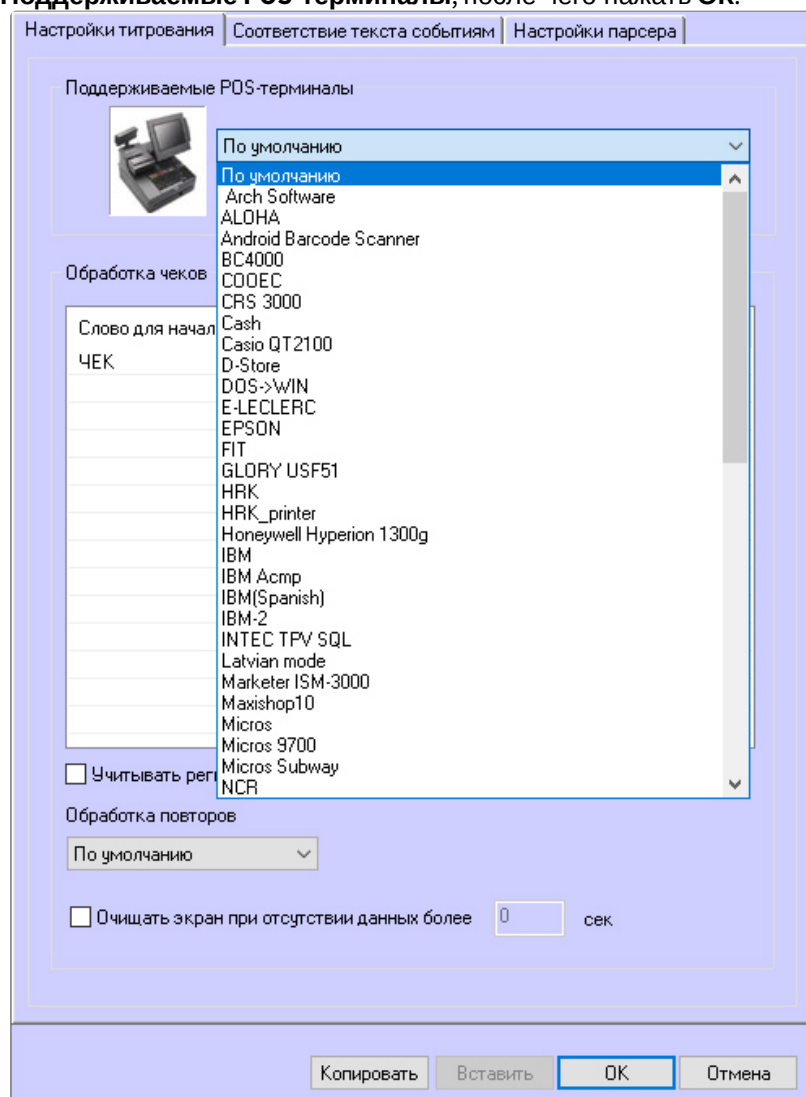 Поддерживаемые POS-терминалы, после чего нажать ОК.
Настройки титрования Соответствие текста событиям Настройки парсера
Поддерживаемые POS-терминалы
По умолчанию
По умолчанию
Arch Software
ALOHA
Android Barcode Scanner
BC4000
COOEC
CRS 3000
Cash
Casio QT2100
D-Store
DOS->WIN
E-LECLERC
EPSON
FIT
GLORY USF51
HRK
HRK_printer
Honeywell Hyperion 1300g
IBM
IBM Acmp
IBM(Spanish)
IBM-2
INTEC TPV SQL
Latvian mode
Marketer ISM-3000
Maxishop10
Micros
Micros 9700
Micros Subway
NCR
Обработка чеков
Слово для начал
ЧЕК
Учитывать реги
Обработка повторов
По умолчанию
Очищать экран при отсутствии данных более 0 сек
Копировать Вставить OK Отмена